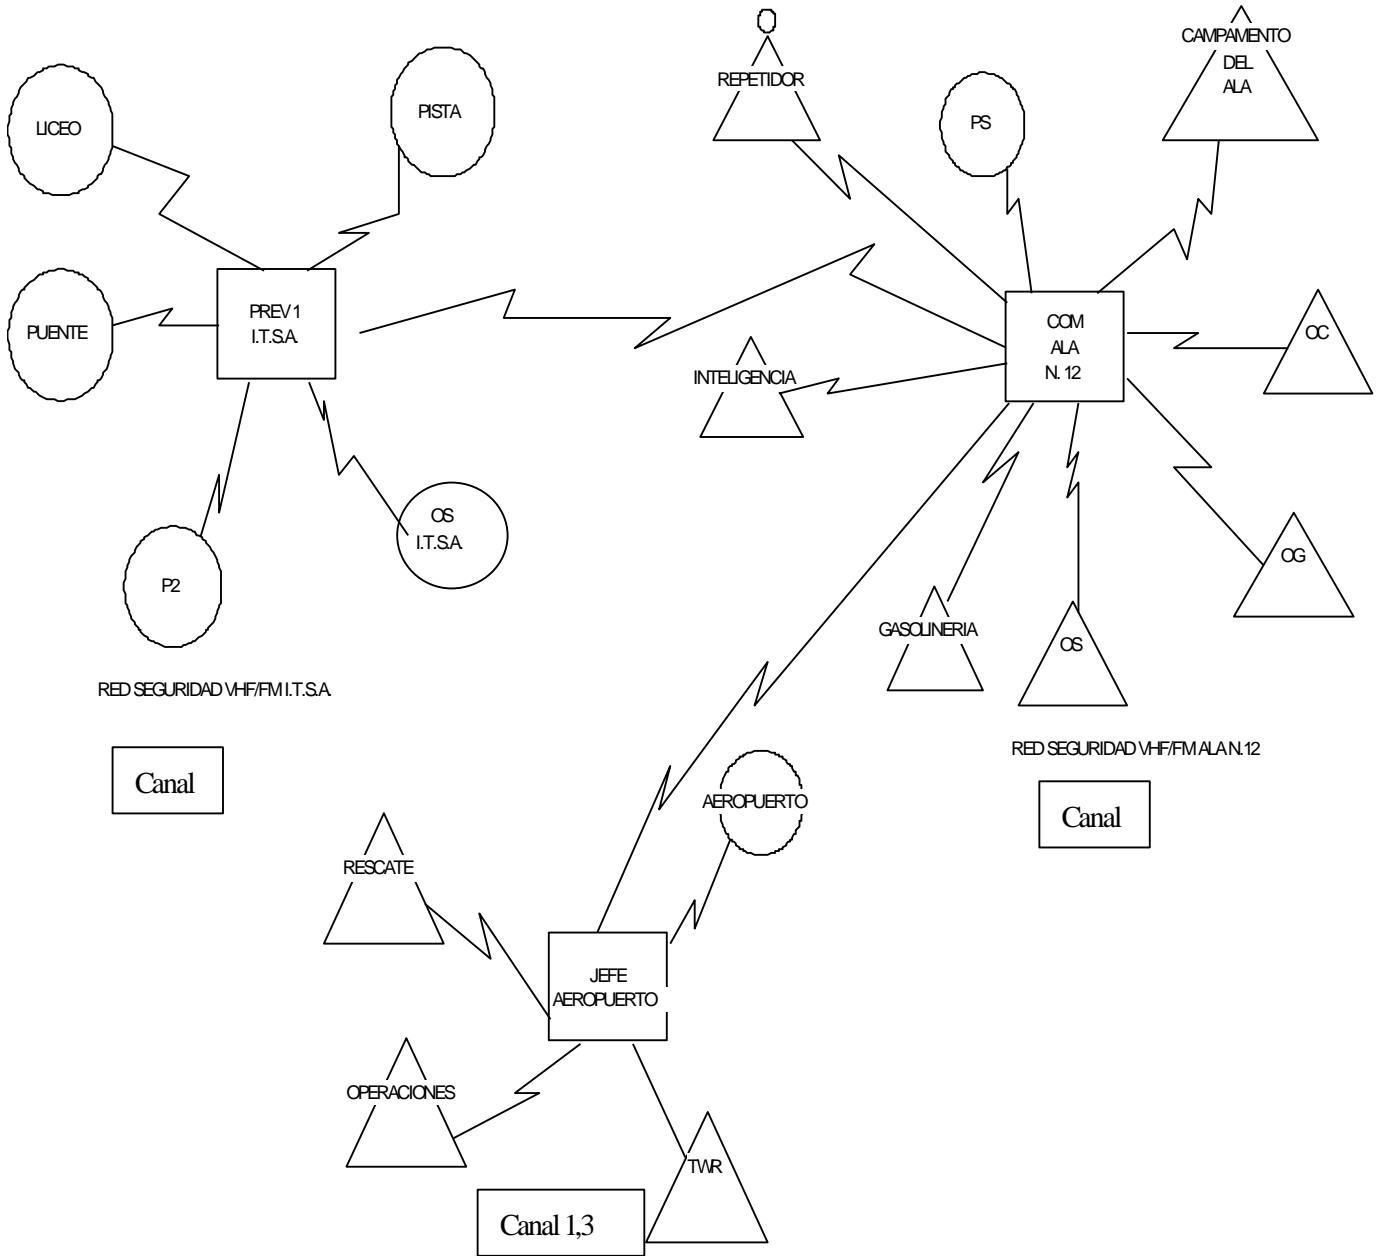 LICEO
PISTA
REPETIDOR
PS
CAMPAMENTO
DEL
ALA
PUENTE
PREV 1
I.T.S.A.
INTELIGENCIA
COM
ALA
N. 12
OC
P2
OS
I.T.S.A.
OG
GASOLINERIA
OS
RED SEGURIDAD VHF/FM I.T.S.A.
Canal
RED SEGURIDAD VHF/FM ALA N.12
Canal
AEROPUERTO
RESCATE
JEFE
AEROPUERTO
OPERACIONES
TWR
Canal 1,3